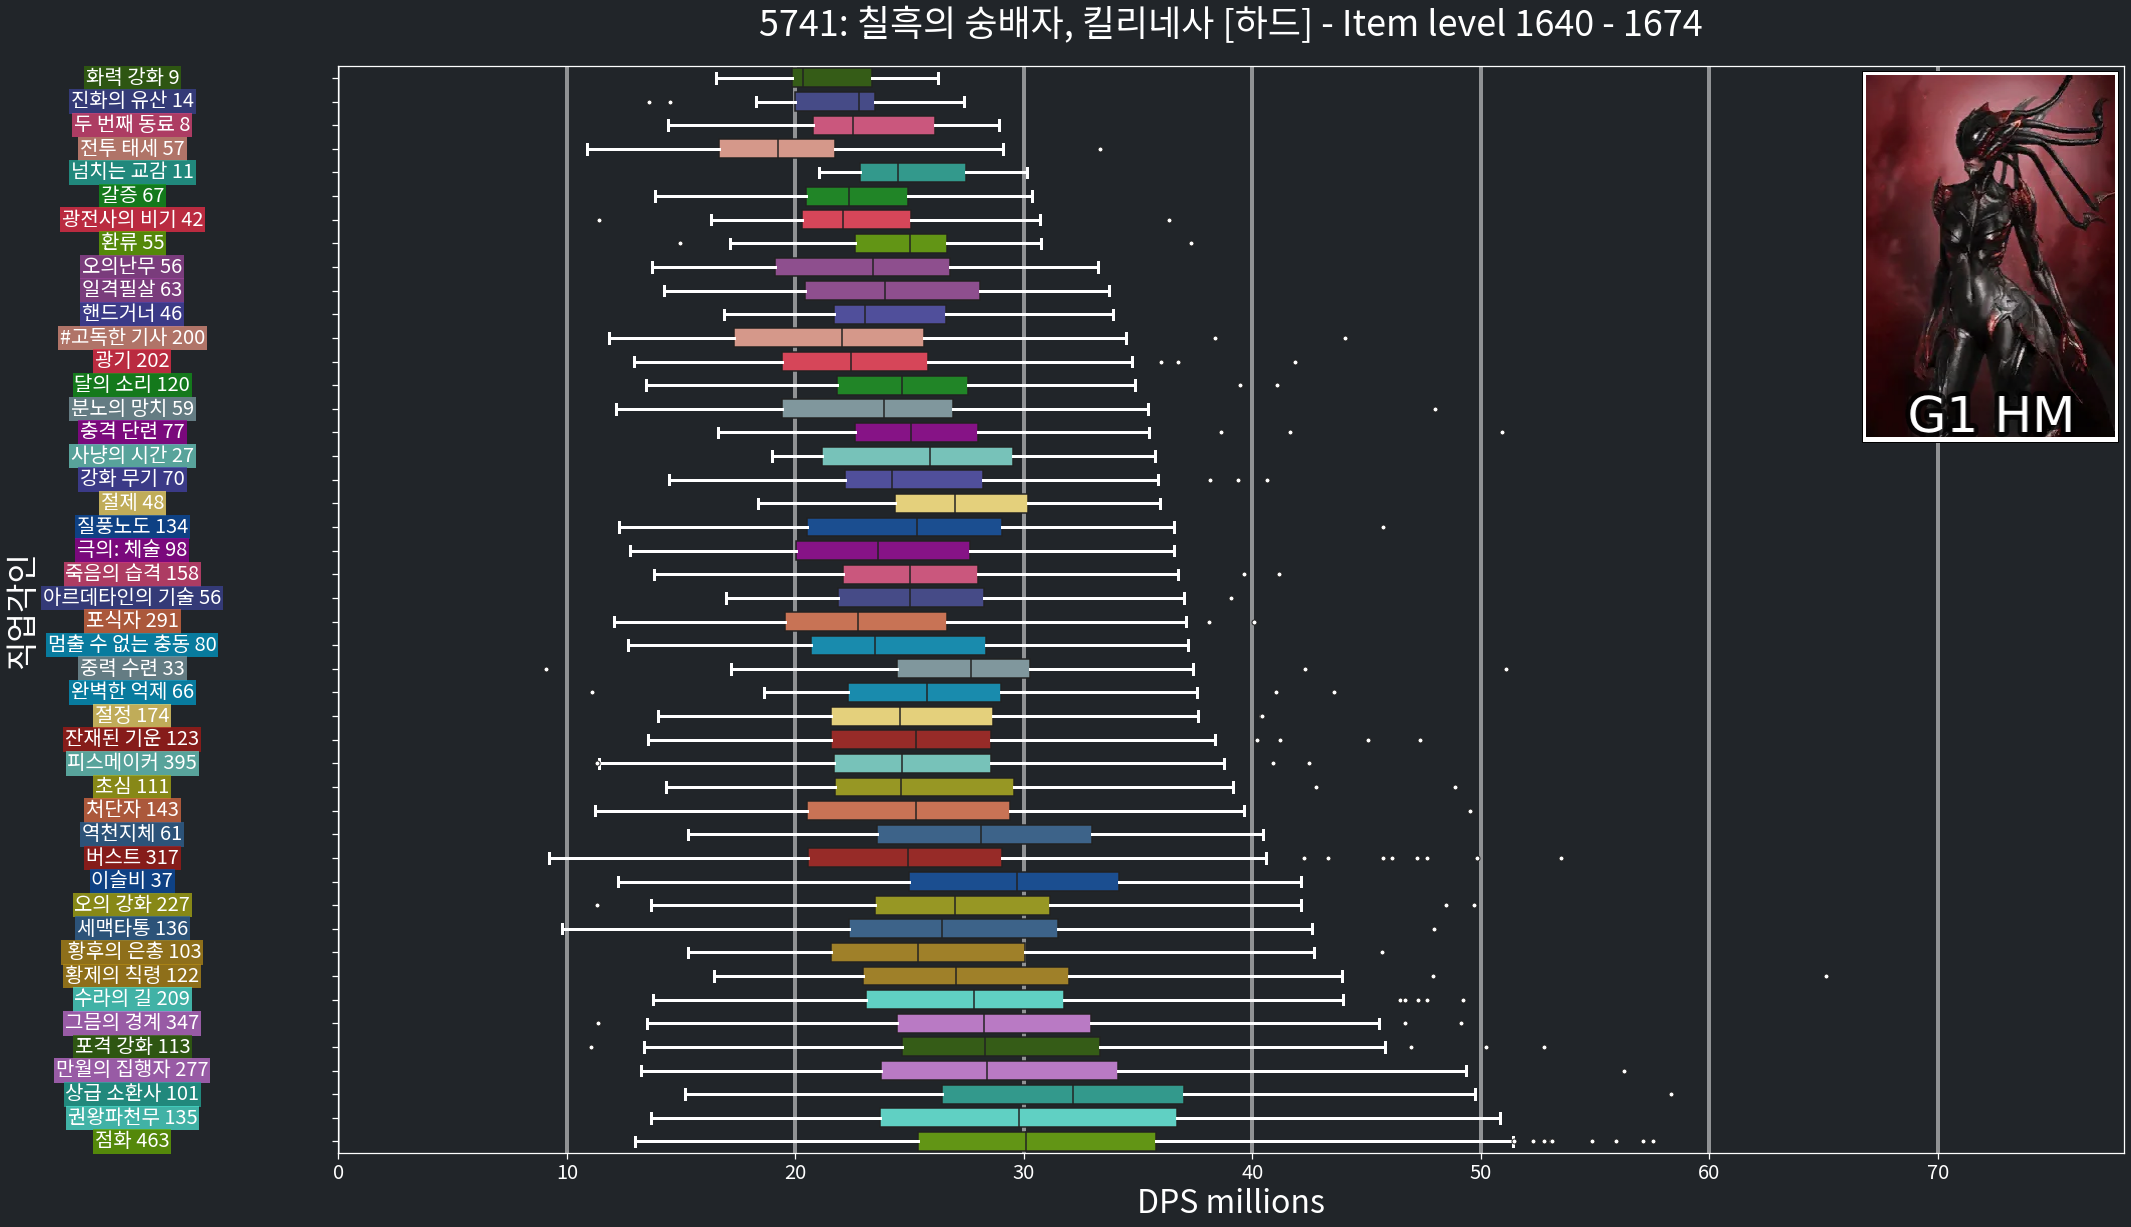 5741: 칠흑의 숭배자, 킬리네사 [하드] - Item level 1640 - 1674
화력 강화 9
진화의 유산 14
두 번째 동료 8
전투 태세 57
넘치는 교감 11
갈증 67
광전사의 비기 42
환류 55
오의난무 56
일격필살 63
핸드거너 46
#고독한 기사 200
광기 202
달의 소리 120
분노의 망치 59
충격 단련 77
사냥의 시간 27
강화 무기 70
절제 48
질풍노도 134
극의: 체술 98
죽음의 습격 158
아르데타인의 기술 56
포식자 291
멈출 수 없는 충동 80
중력 수련 33
완벽한 억제 66
절정 174
잔재된 기운 123
피스메이커 395
초심 111
처단자 143
역천지체 61
버스트 317
이슬비 37
오의 강화 227
세맥타통 136
황후의 은총 103
황제의 칙령 122
수라의 길 209
그믐의 경계 347
포격 강화 113
만월의 집행자 277
상급 소환사 101
권왕파천무 135
점화 463
직업각인
G1 HM
0 10 20 30 40 50 60 70
DPS millions